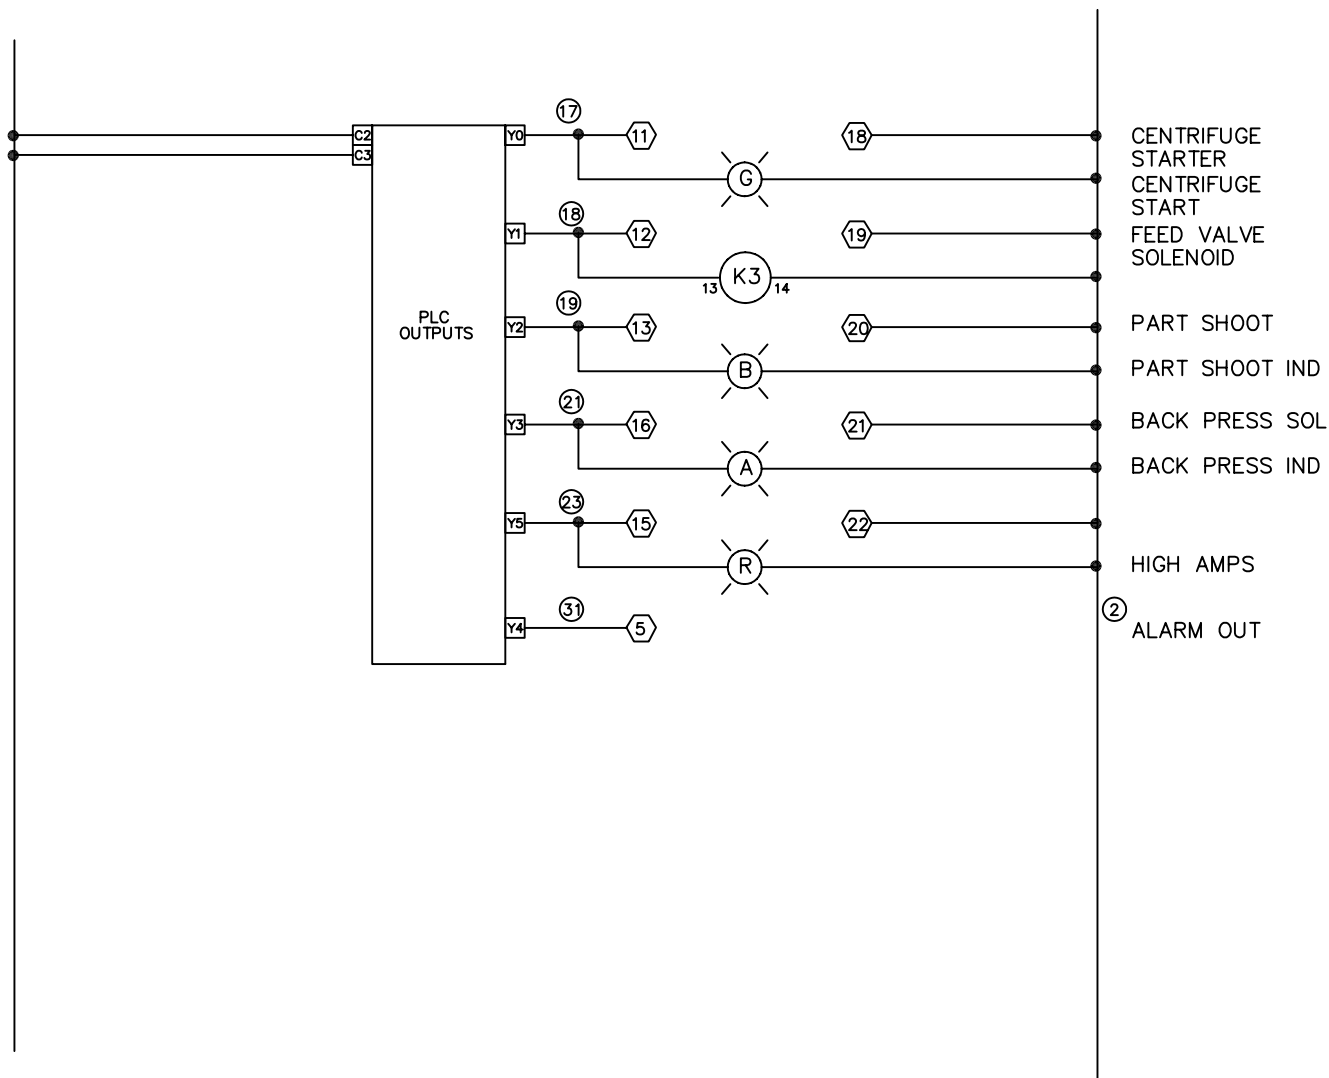 17
C2 Y0 11 18 CENTRIFUGE
C3 STARTER
G CENTRIFUGE
START
18
Y1 12 19 FEED VALVE
SOLENOID
K3
13 14
19
PLC
OUTPUTS
Y2 13 20 PART SHOOT
B PART SHOOT IND
21
Y3 16 21 BACK PRESS SOL
A BACK PRESS IND
23
Y5 15 22
R HIGH AMPS
31 2
Y4 5 ALARM OUT